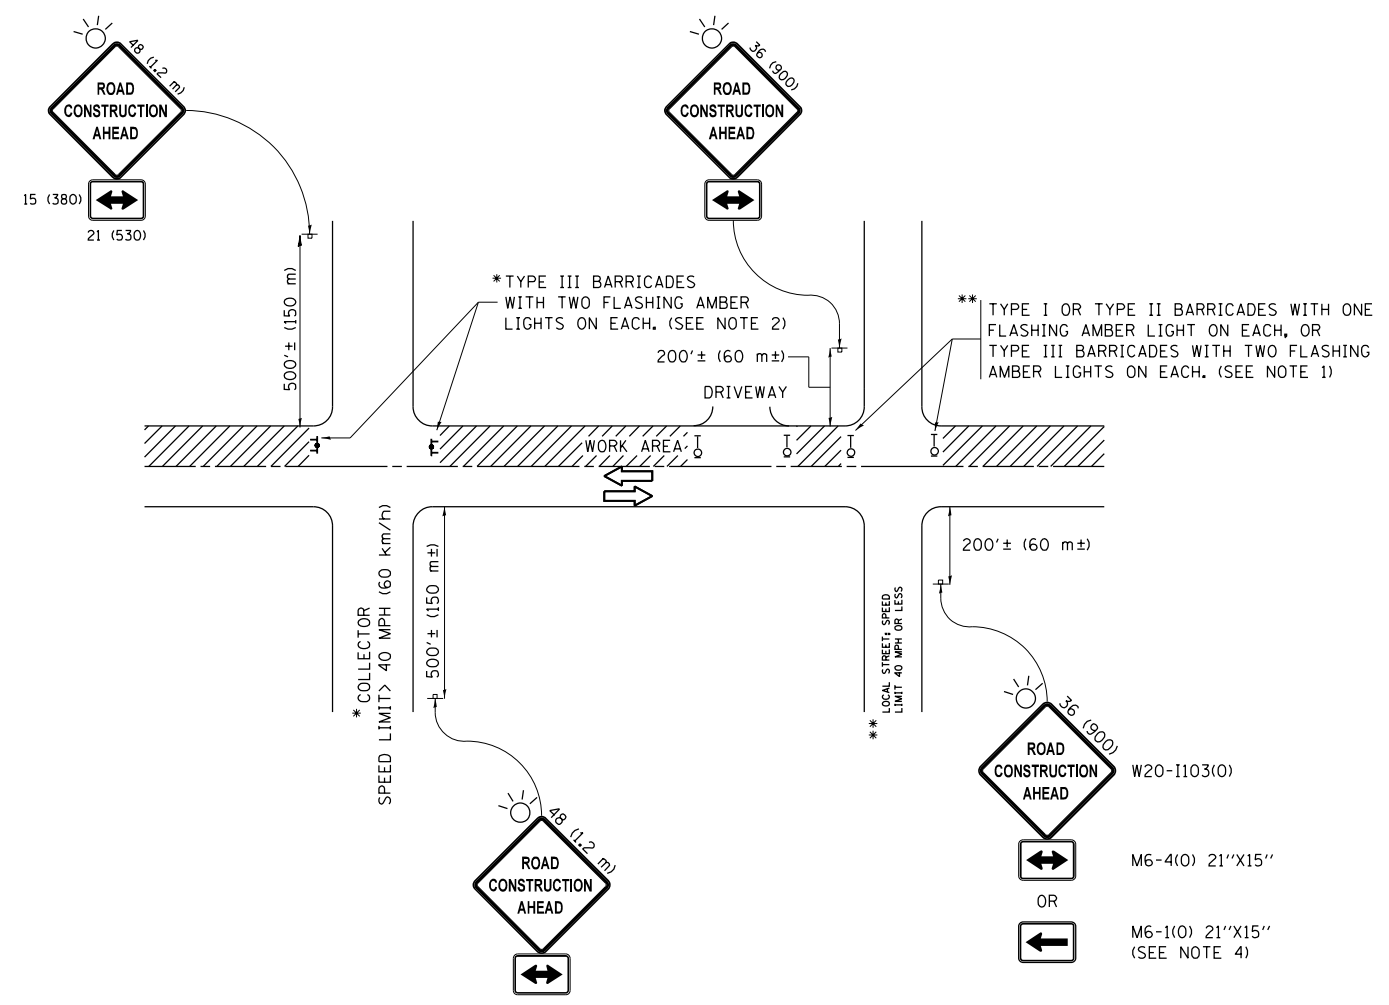 48 (1.2 m)
ROAD
CONSTRUCTION
AHEAD
15 (380)
21 (530)
36 (900)
ROAD
CONSTRUCTION
AHEAD
500'± (150 m)
*TYPE III BARRICADES
WITH TWO FLASHING AMBER
LIGHTS ON EACH. (SEE NOTE 2)
200'± (60 m±)
DRIVEWAY
** TYPE I OR TYPE II BARRICADES WITH ONE
FLASHING AMBER LIGHT ON EACH, OR
TYPE III BARRICADES WITH TWO FLASHING
AMBER LIGHTS ON EACH. (SEE NOTE 1)
WORK AREA
* COLLECTOR
SPEED LIMIT> 40 MPH (60 km/h)
500'± (150 m±)
** LOCAL STREET: SPEED
LIMIT 40 MPH OR LESS
200'± (60 m±)
48 (1.2 m)
ROAD
CONSTRUCTION
AHEAD
36 (900)
ROAD
CONSTRUCTION
AHEAD
W20-I103(O)
M6-4(O) 21''X15''
OR
M6-1(O) 21''X15''
(SEE NOTE 4)